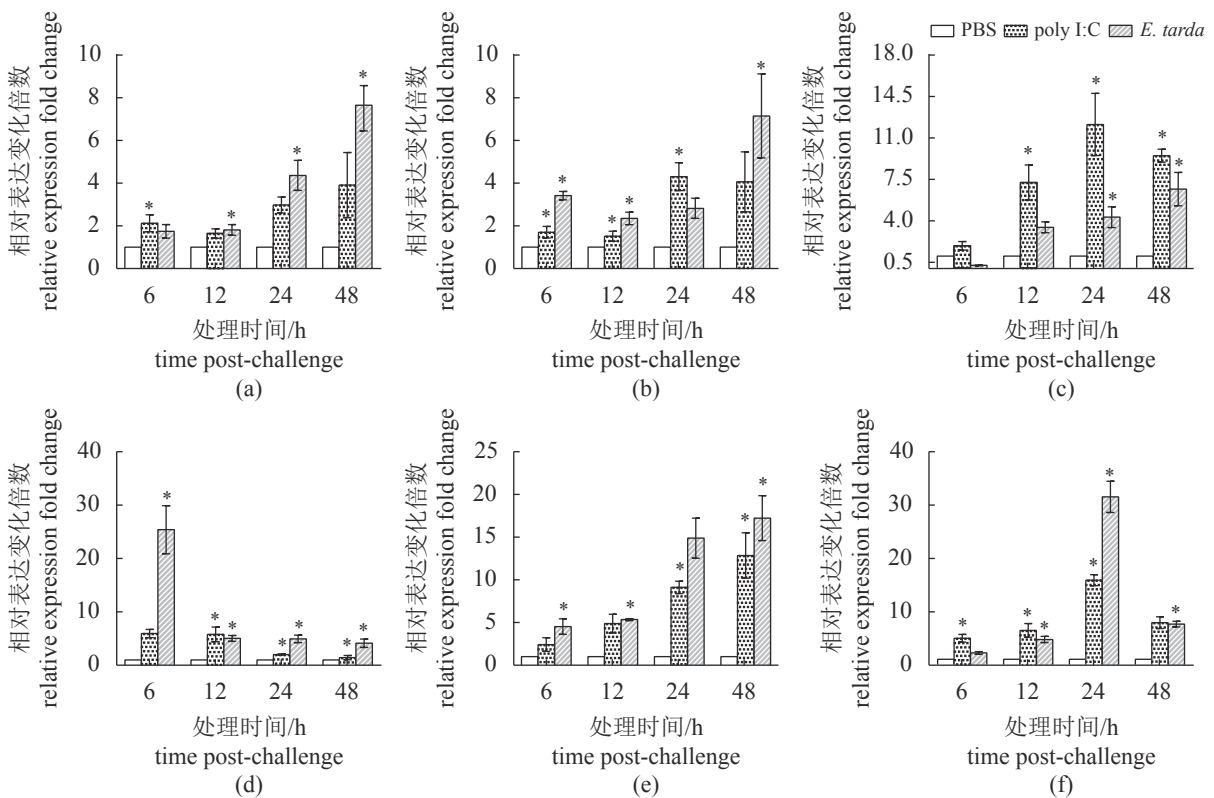 PBS poly I:C E. tarda
相对表达变化倍数
relative expression fold change
10
8
6
4
2
0
* * * *
6 12 24 48
处理时间/h
time post-challenge
(a)
相对表达变化倍数
relative expression fold change
10
8
6
4
2
0
* * * * * *
6 12 24 48
处理时间/h
time post-challenge
(b)
相对表达变化倍数
relative expression fold change
18.0
14.5
11.0
7.5
4.0
0.5
* * * * *
6 12 24 48
处理时间/h
time post-challenge
(c)
相对表达变化倍数
relative expression fold change
40
30
20
10
0
* * * * * * *
6 12 24 48
处理时间/h
time post-challenge
(d)
相对表达变化倍数
relative expression fold change
25
20
15
10
5
0
* * * * *
6 12 24 48
处理时间/h
time post-challenge
(e)
相对表达变化倍数
relative expression fold change
40
30
20
10
0
* * * * * *
6 12 24 48
处理时间/h
time post-challenge
(f)